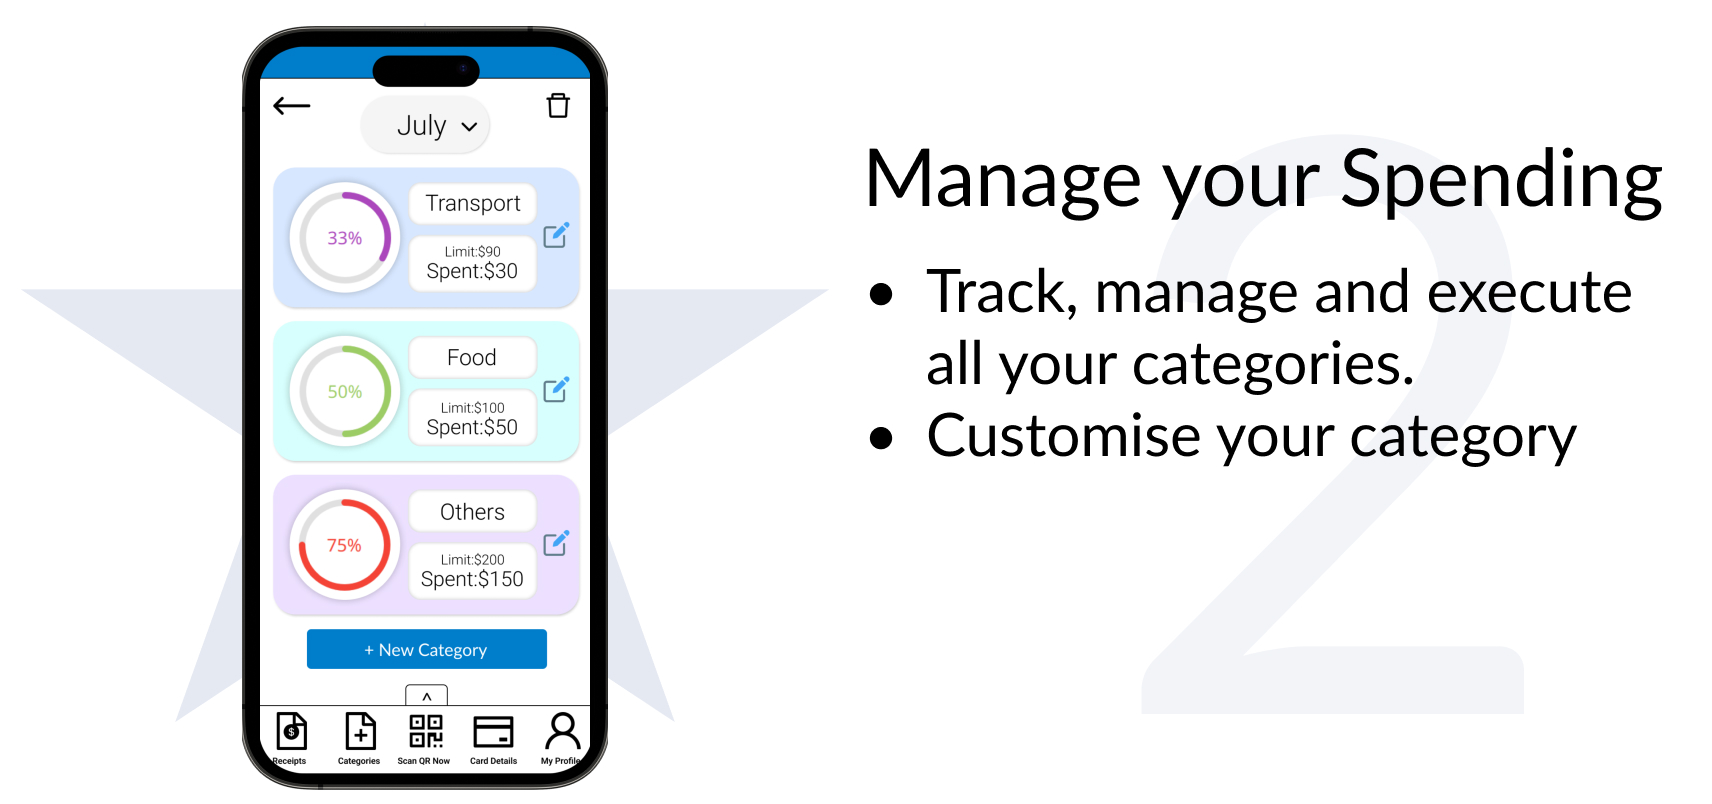 July
33%
Transport
Limit:$90
Spent:$30
50%
Food
Limit:$100
Spent:$50
75%
Others
Limit:$200
Spent:$150
+ New Category
Receipts
Categories
Scan QR Now
Card Details
My Profile
2
Manage your Spending
• Track, manage and execute
all your categories.
• Customise your category